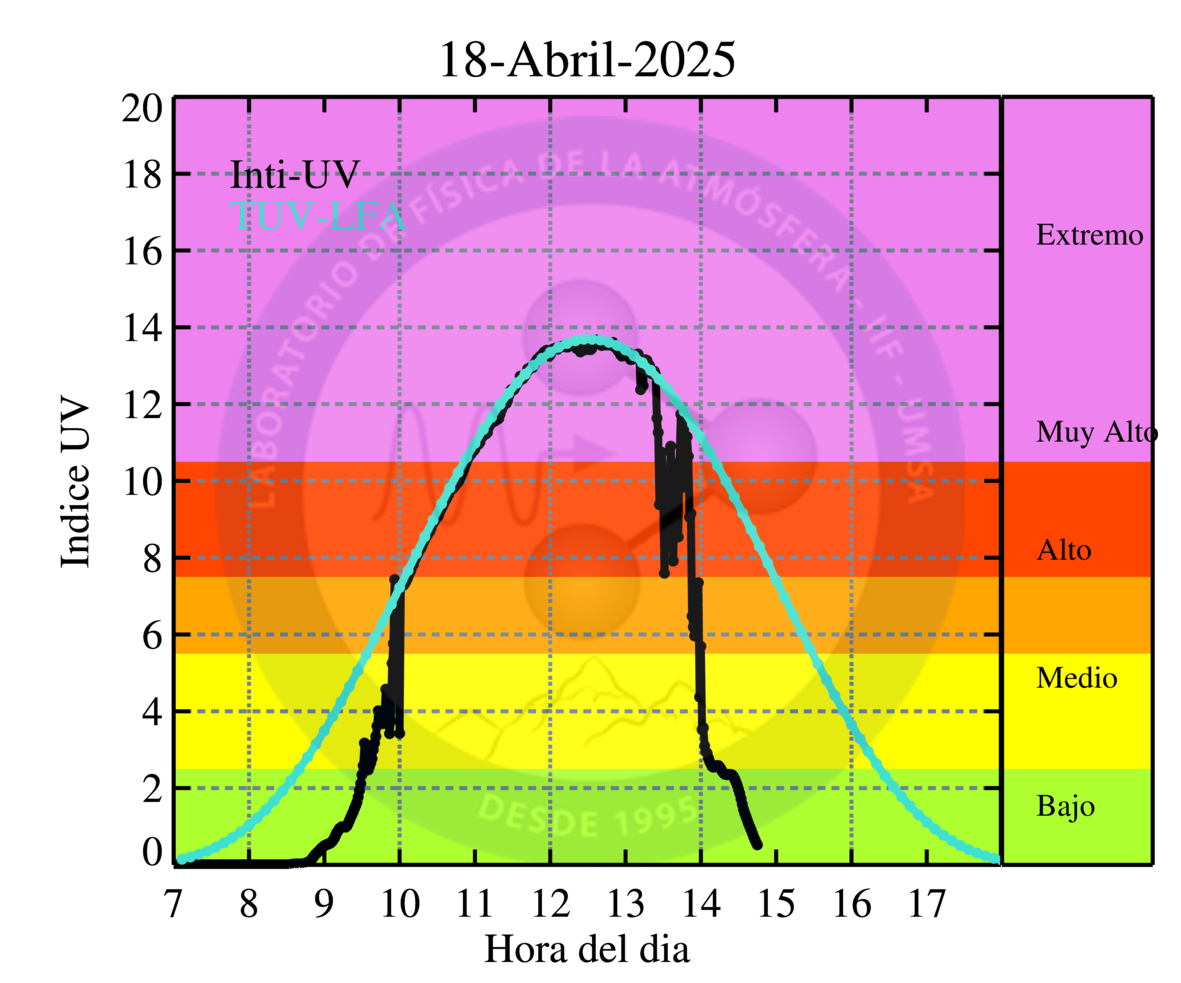 18-Abril-2025
20
18
16
14
12
10
8
6
4
2
0
Indice UV
Inti-UV
TUV-LFA
LABORATORIO DE FÍSICA DE LA ATMÓSFERA - IIF - UMSA
DESDE 1995
Extremo
Muy Alto
Alto
Medio
Bajo
7 8 9 10 11 12 13 14 15 16 17
Hora del dia